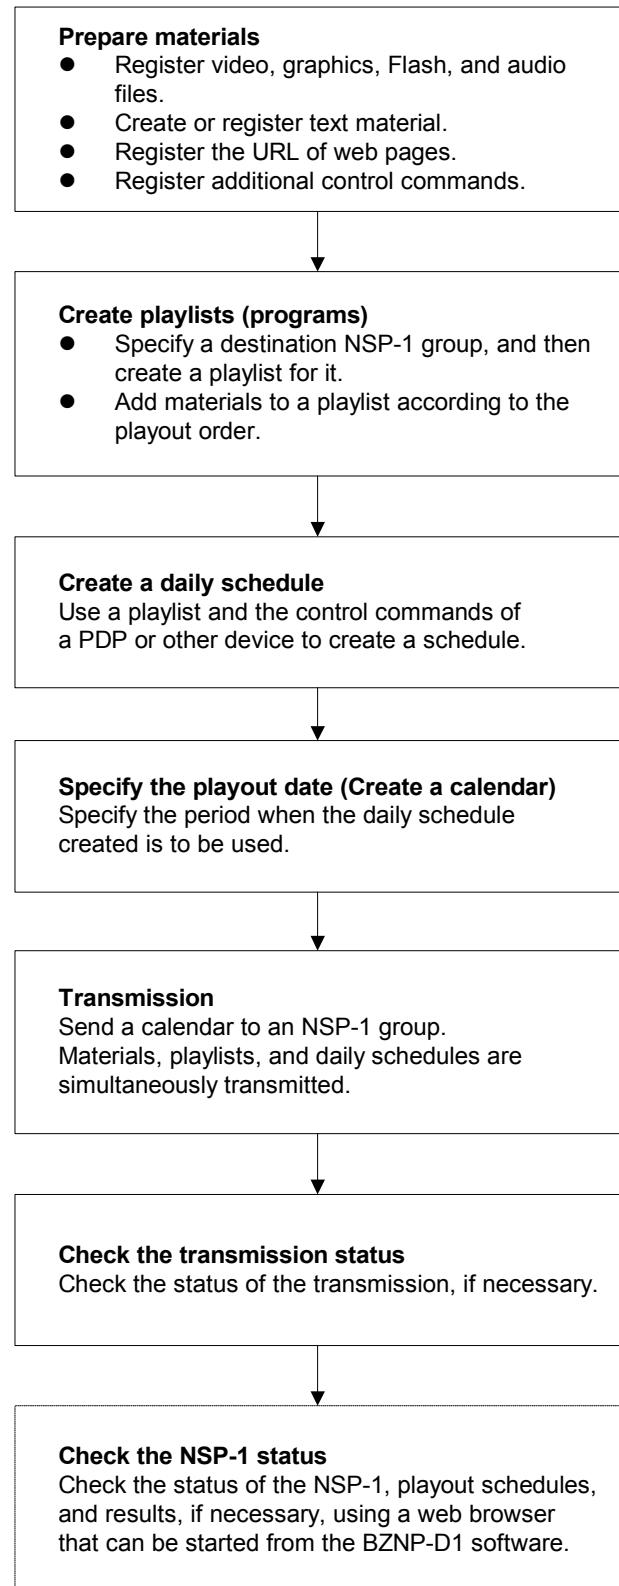 Prepare materials
● Register video, graphics, Flash, and audio
files.
● Create or register text material.
● Register the URL of web pages.
● Register additional control commands.
Create playlists (programs)
● Specify a destination NSP-1 group, and then
create a playlist for it.
● Add materials to a playlist according to the
playout order.
Create a daily schedule
Use a playlist and the control commands of
a PDP or other device to create a schedule.
Specify the playout date (Create a calendar)
Specify the period when the daily schedule
created is to be used.
Transmission
Send a calendar to an NSP-1 group.
Materials, playlists, and daily schedules are
simultaneously transmitted.
Check the transmission status
Check the status of the transmission, if necessary.
Check the NSP-1 status
Check the status of the NSP-1, playout schedules,
and results, if necessary, using a web browser
that can be started from the BZNP-D1 software.